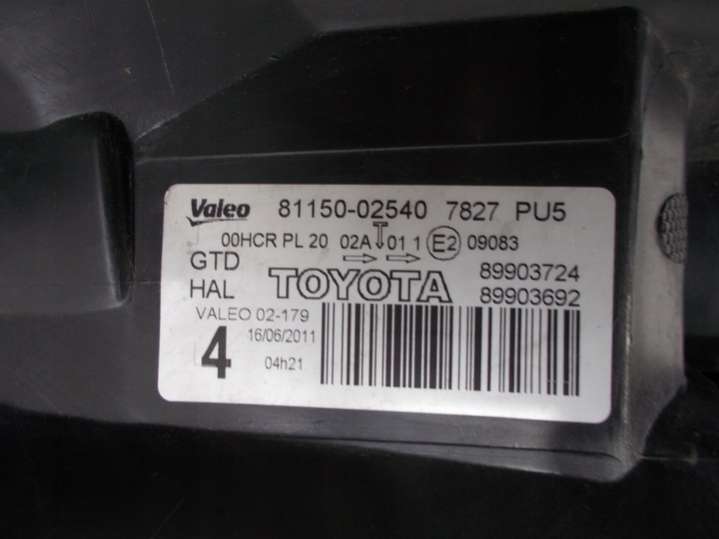 Valeo 81150-02540 7827 PU5
00HCR PL 20 02A 01 1 E2 09083
GTD TOYOTA 89903724
HAL 89903692
VALEO 02-179
4 16/06/2011
04h21